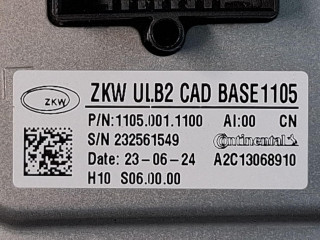 ZKW ULB2 CAD BASE1105
ZKW
P/N:1105.001.1100 AI:00 CN
S/N 232561549 Continental
Date: 23-06-24 A2C13068910
H10 S06.00.00